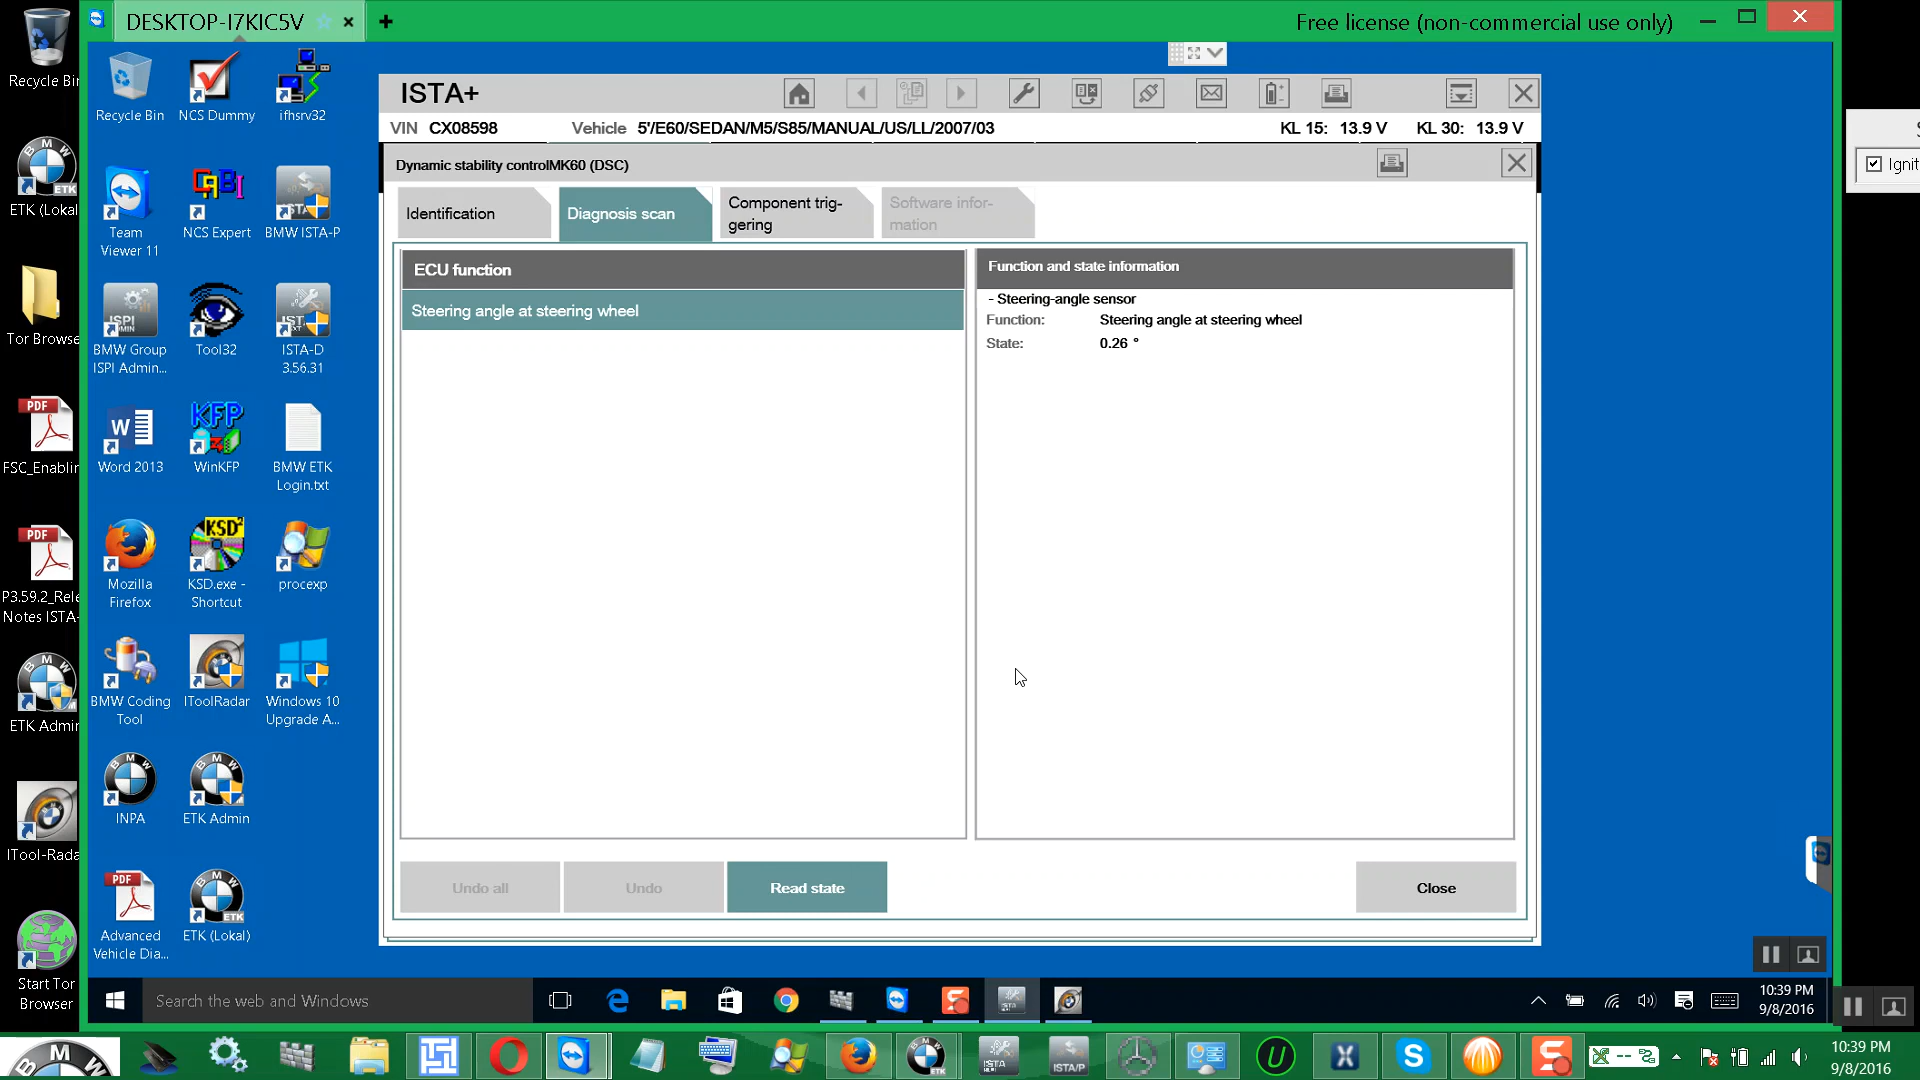 DESKTOP-I7KIC5V
Free license (non-commercial use only)
Recycle Bin
ETK (Lokal
Tor Browse
FSC_Enablin
P3.59.2_Rele
Notes ISTA-
ETK Admin
ITool-Rada
Start Tor
Browser
Recycle Bin
NCS Dummy
ifhsrv32
Team
Viewer 11
NCS Expert
BMW ISTA-P
BMW Group
ISPI Admin...
Tool32
ISTA-D
3.56.31
Word 2013
WinKFP
BMW ETK
Login.txt
Mozilla
Firefox
KSD.exe -
Shortcut
procexp
BMW Coding
Tool
IToolRadar
Windows 10
Upgrade A...
INPA
ETK Admin
Advanced
Vehicle Dia...
ETK (Lokal)
ISTA+
VIN CX08598 Vehicle 5'/E60/SEDAN/M5/S85/MANUAL/US/LL/2007/03 KL 15: 13.9 V KL 30: 13.9 V
Dynamic stability controlMK60 (DSC)
Identification
Diagnosis scan
Component trig-
gering
Software infor-
mation
ECU function
Steering angle at steering wheel
Function and state information
- Steering-angle sensor
Function: Steering angle at steering wheel
State: 0.26 °
Undo all
Undo
Read state
Close
Ignit
Search the web and Windows
10:39 PM
9/8/2016
10:39 PM
9/8/2016